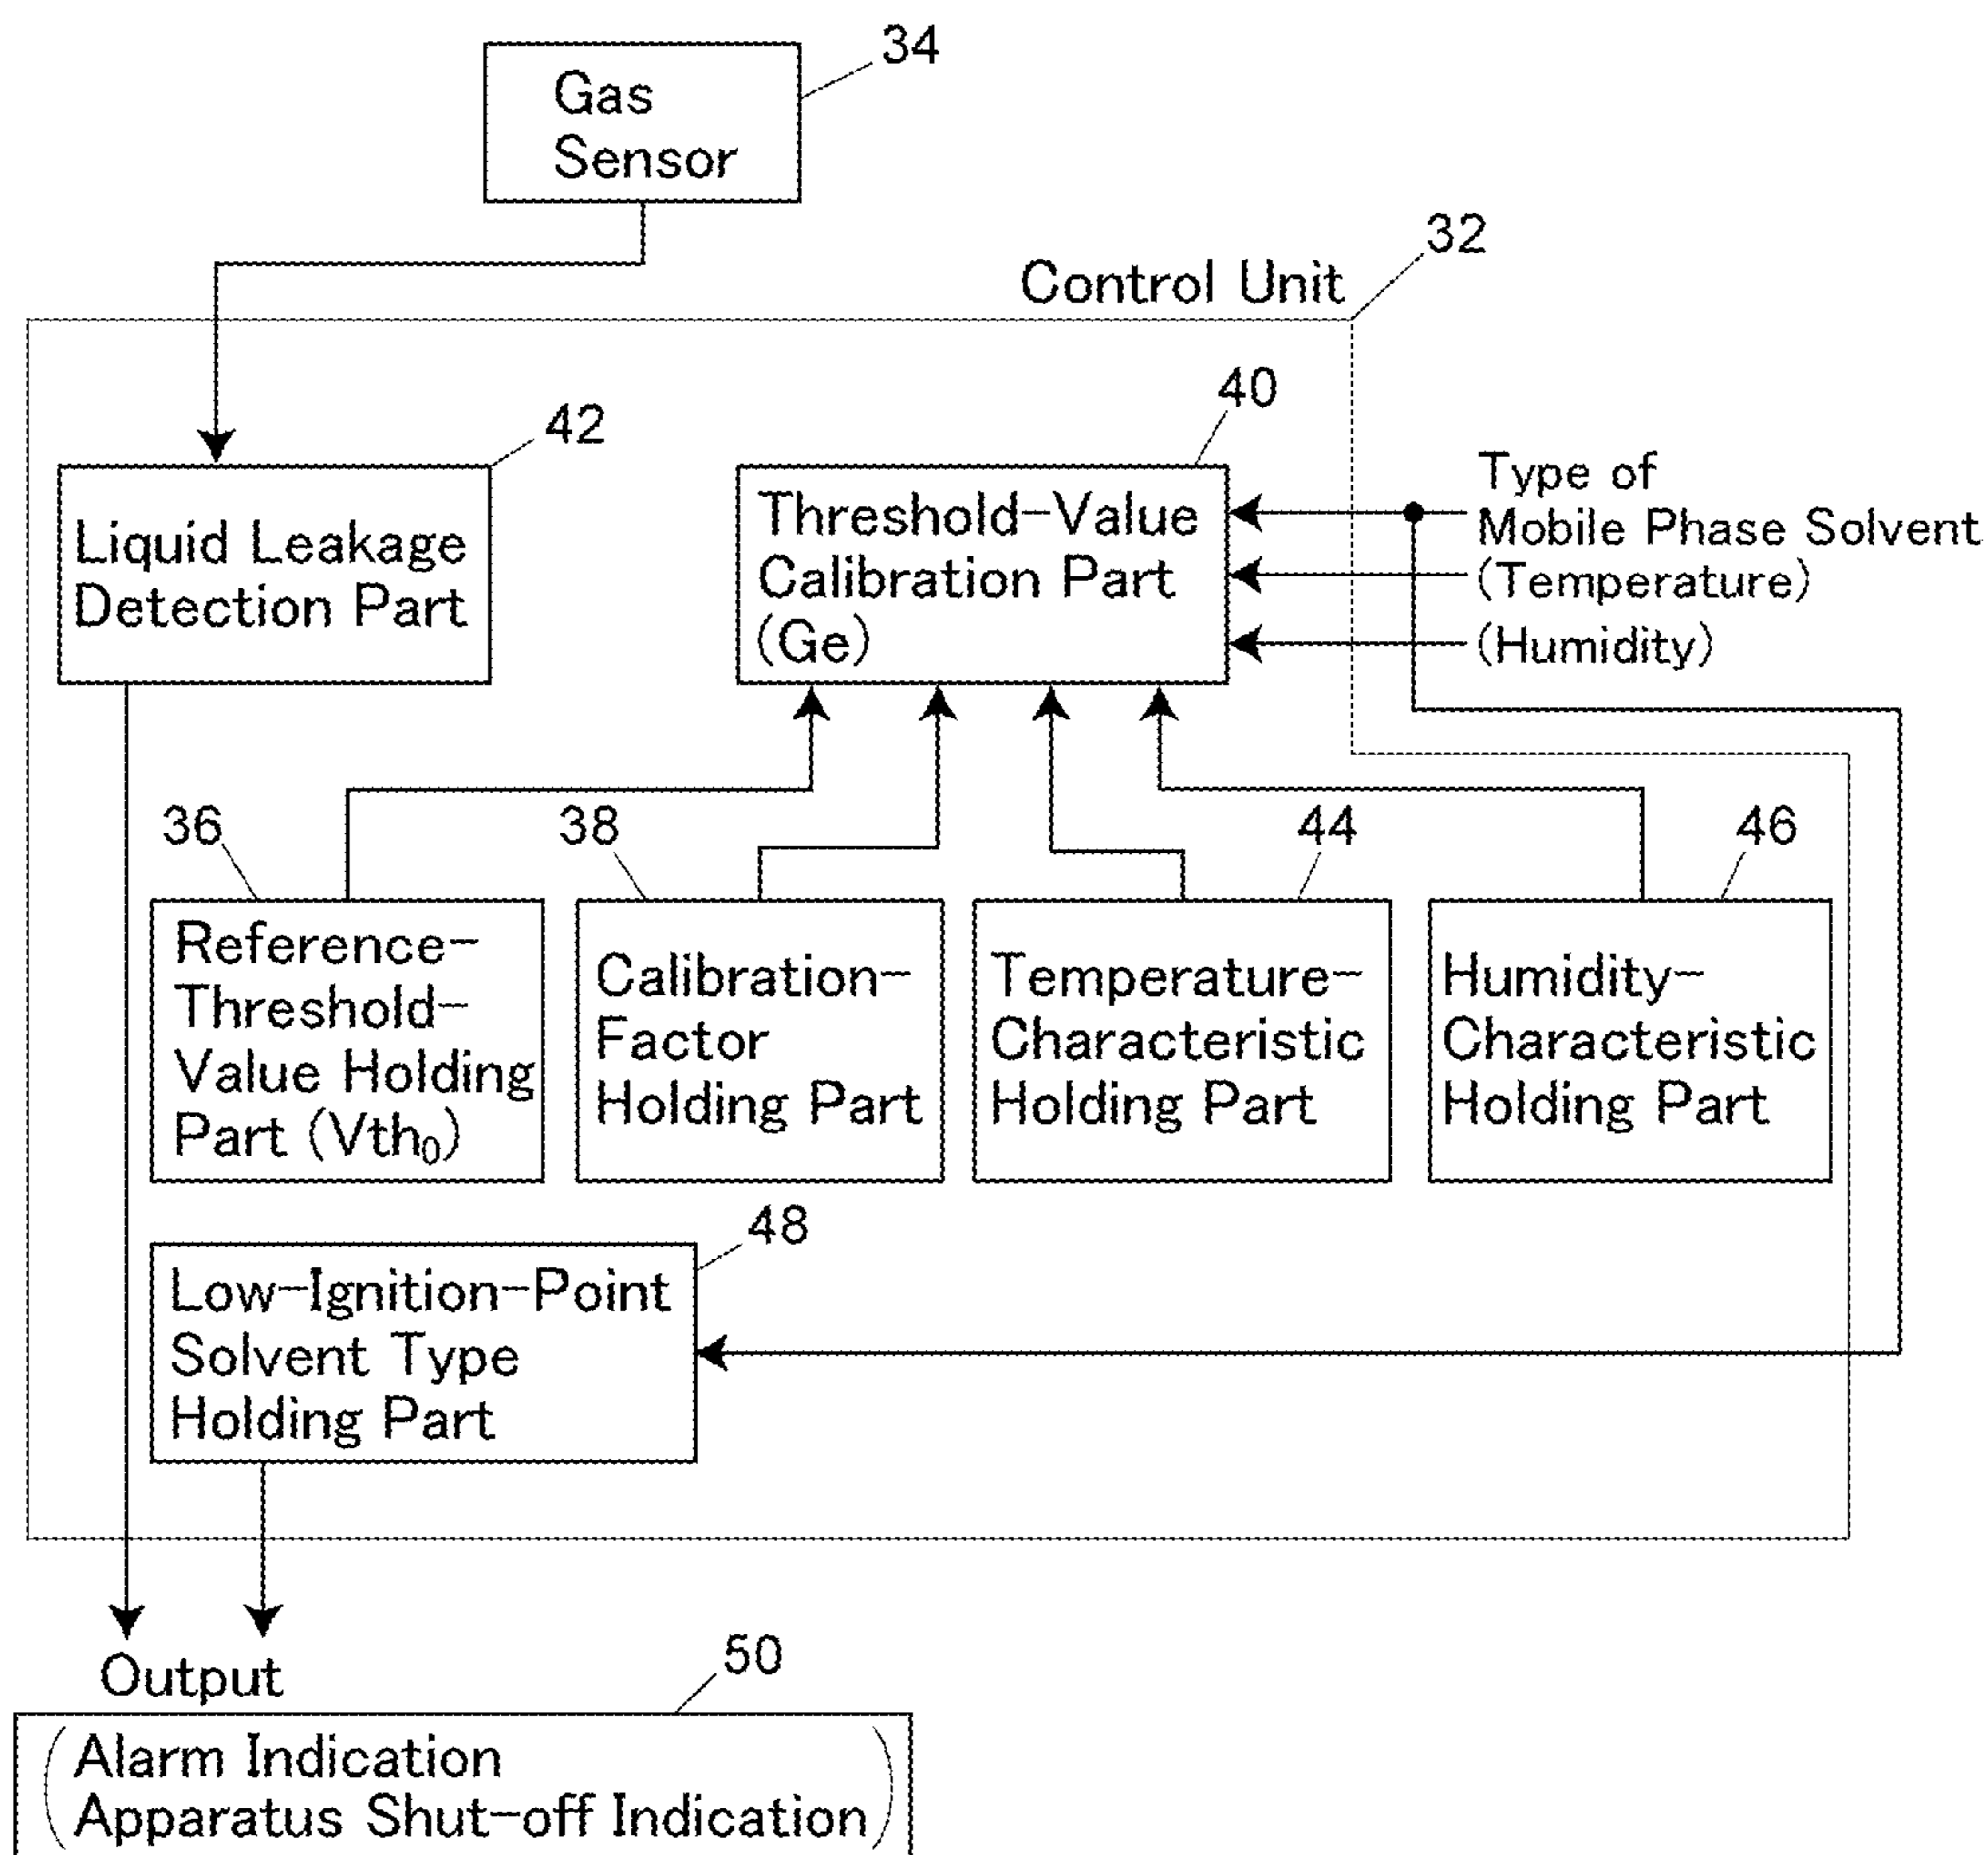 34
Gas
Sensor
32
Control Unit
40
42
Liquid Leakage
Detection Part
Threshold-Value
Calibration Part
(Ge)
Type of
Mobile Phase Solvent
(Temperature)
(Humidity)
36
38
44
46
Reference-
Threshold-
Value Holding
Part (Vth₀)
Calibration-
Factor
Holding Part
Temperature-
Characteristic
Holding Part
Humidity-
Characteristic
Holding Part
48
Low-Ignition-Point
Solvent Type
Holding Part
Output
50
(Alarm Indication
Apparatus Shut-off Indication)